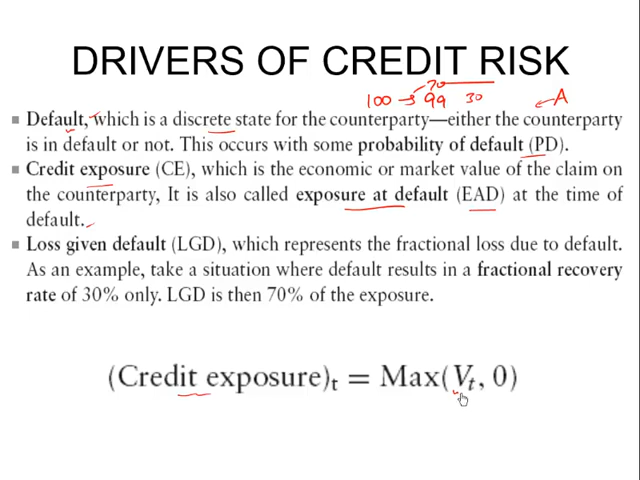 DRIVERS OF CREDIT RISK
70
100 → 99 30 A
Default, which is a discrete state for the counterparty—either the counterparty
is in default or not. This occurs with some probability of default (PD).
Credit exposure (CE), which is the economic or market value of the claim on
the counterparty, It is also called exposure at default (EAD) at the time of
default.
Loss given default (LGD), which represents the fractional loss due to default.
As an example, take a situation where default results in a fractional recovery
rate of 30% only. LGD is then 70% of the exposure.
(Credit exposure)t = Max(Vt, 0)